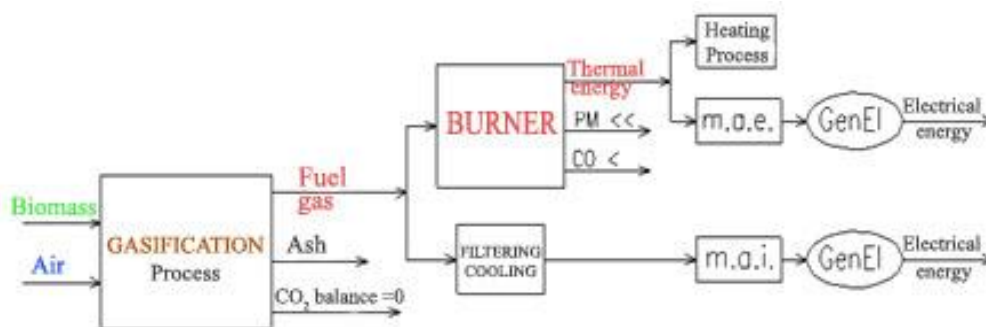 Biomass
Air
GASIFICATION
Process
Fuel
gas
Ash
CO₂ balance =0
BURNER
Thermal
energy
PM <<
CO <
Heating
Process
m.a.e.
GenEl
Electrical
energy
FILTERING
COOLING
m.a.i.
GenEl
Electrical
energy